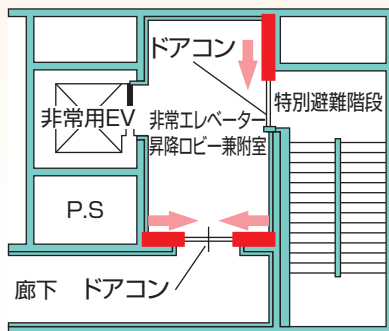 ドアコン
特別避難階段
非常用EV
非常エレベーター
昇降ロビー兼附室
P.S
廊下
ドアコン